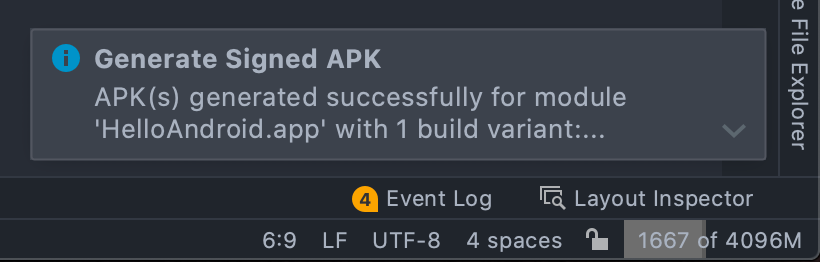 Generate Signed APK
APK(s) generated successfully for module
'HelloAndroid.app' with 1 build variant:...
e File Explorer
4 Event Log Layout Inspector
6:9 LF UTF-8 4 spaces 1667 of 4096M